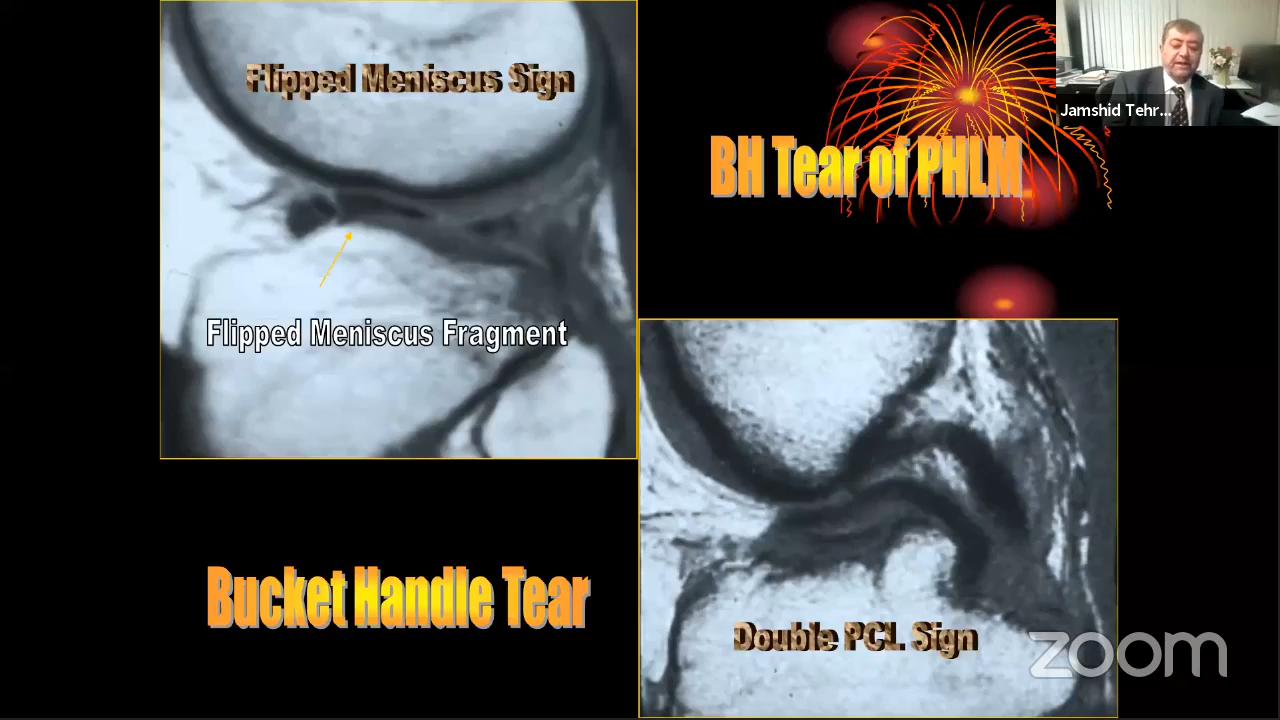 Flipped Meniscus Sign
Jamshid Tehr...
BH Tear of PHLM
Flipped Meniscus Fragment
Bucket Handle Tear
Double PCL Sign
zoom